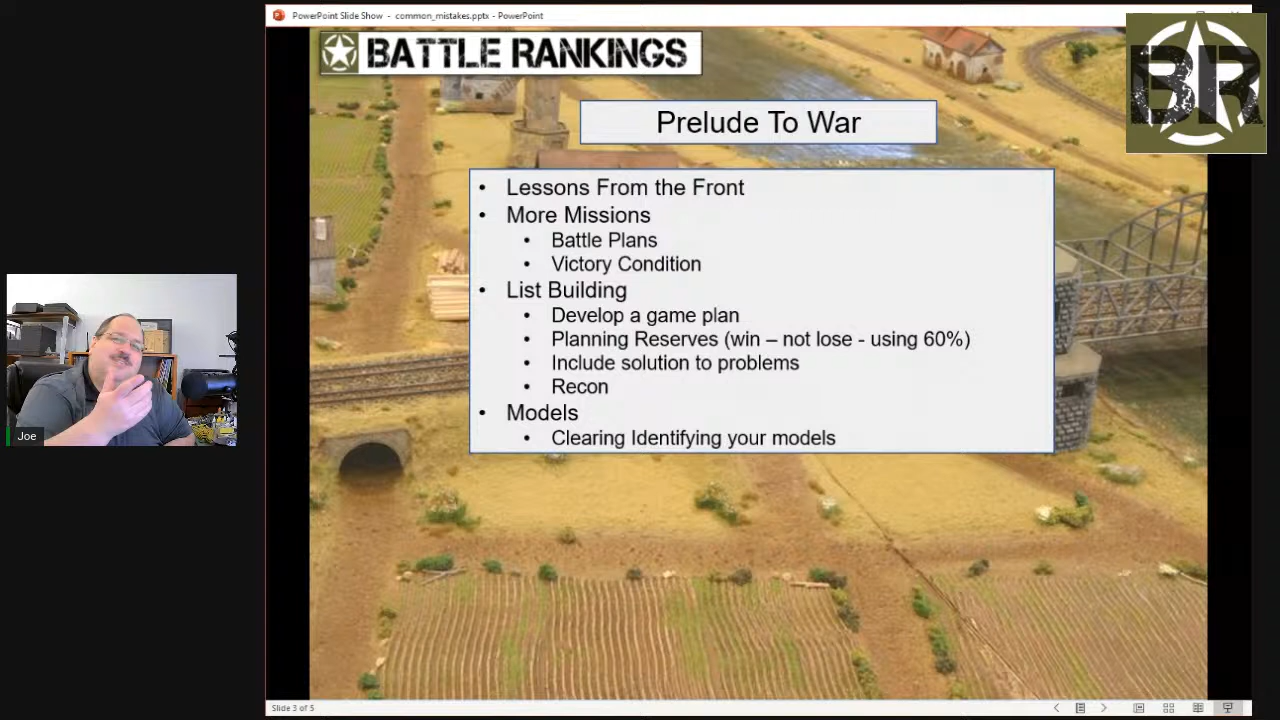 PowerPoint Slide Show - common_mistakes.pptx - PowerPoint
BATTLE RANKINGS
BR
Prelude To War
• Lessons From the Front
• More Missions
• Battle Plans
• Victory Condition
• List Building
• Develop a game plan
• Planning Reserves (win – not lose - using 60%)
• Include solution to problems
• Recon
• Models
• Clearing Identifying your models
Joe
Slide 3 of 5